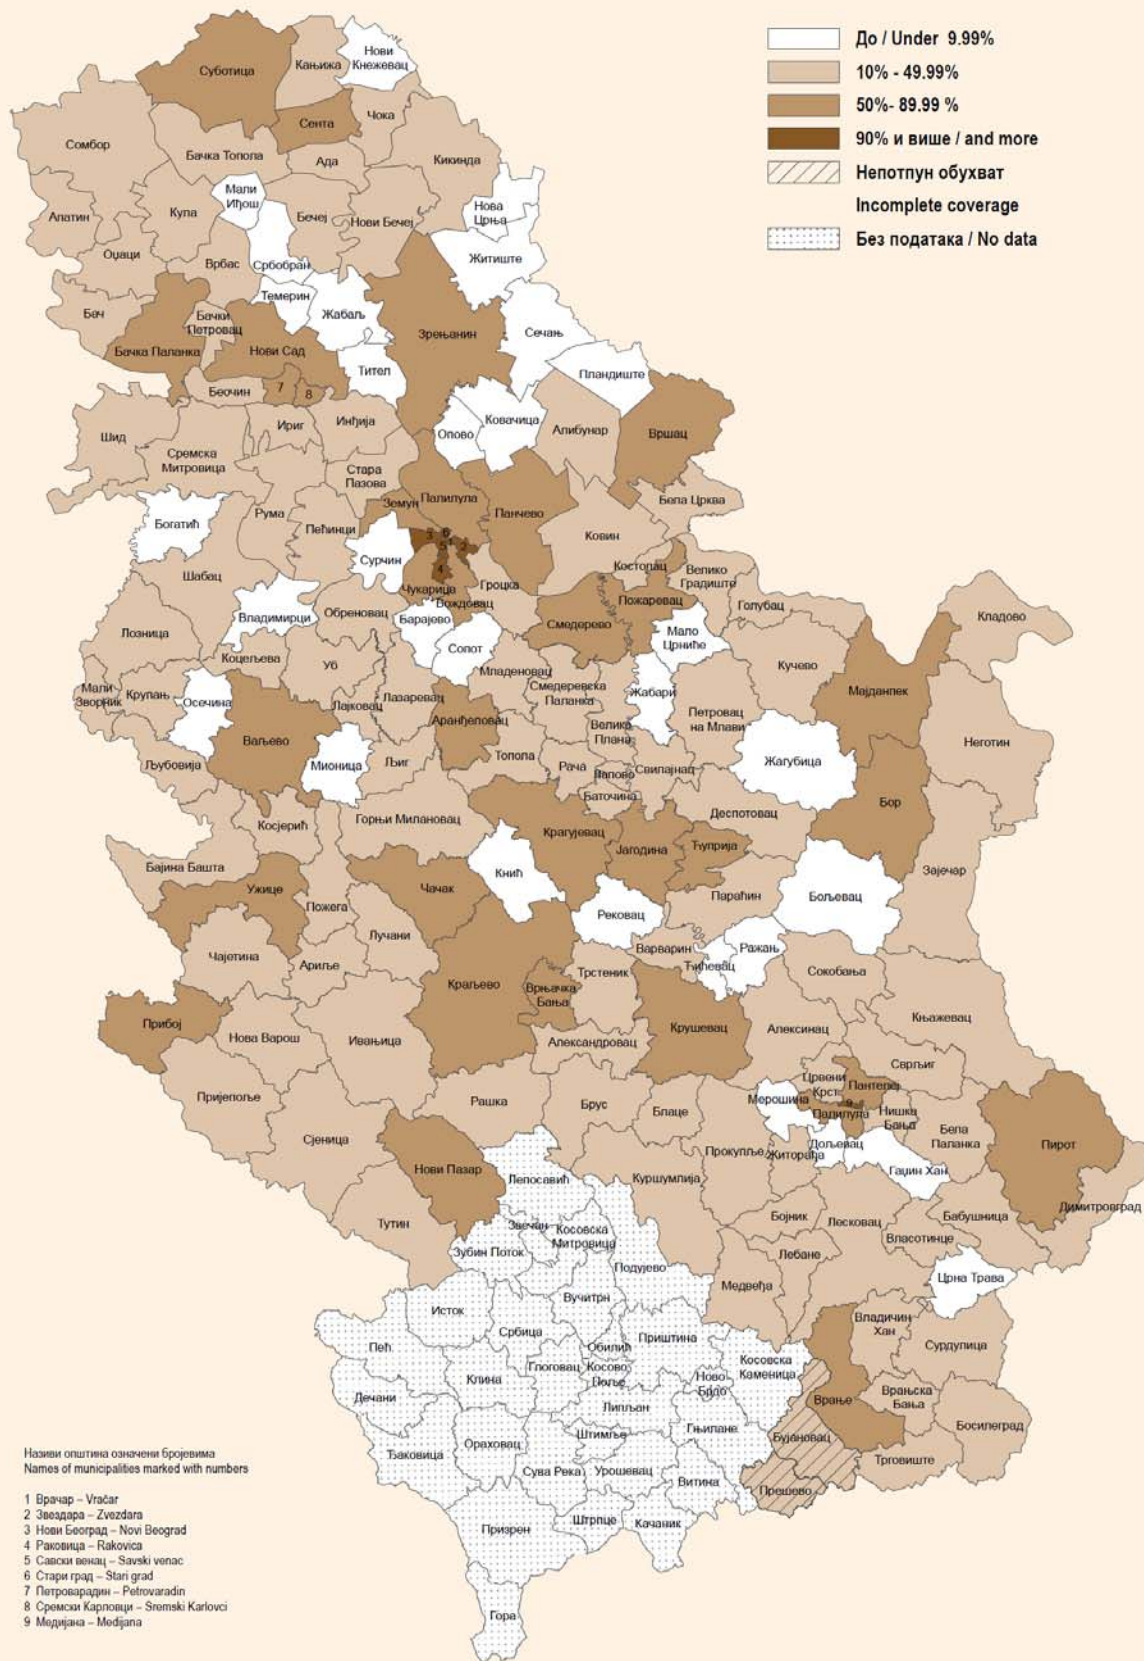 До / Under 9.99%
10% - 49.99%
50%- 89.99 %
90% и више / and more
Непотпун обухват
Incomplete coverage
Без података / No data
Суботица
Кањижа
Нови
Кнежевац
Сента
Чока
Сомбор
Бачка Топола
Ада
Кикинда
Мали
Иђош
Нова
Црња
Апатин
Кула
Бечеј
Нови Бечеј
Оџаци
Врбас
Србобран
Житиште
Темерин
Бач
Бачки
Петровац
Жабаљ
Зрењанин
Сечањ
Бачка Паланка
Нови Сад
Тител
Пландиште
Беочин
7
8
Ковачица
Опово
Алибунар
Вршац
Шид
Ириг
Инђија
Сремска
Митровица
Стара
Пазова
Бела Црква
Земун
Палилула
Панчево
Богатић
Рума
Пећинци
Сурчин
3
6
1
2
5
4
Ковин
Костолац
Велико
Градиште
Шабац
Чукарица
Гроцка
Вождовац
Пожаревац
Голубац
Владимирци
Обреновац
Барајево
Смедерево
Мало
Црниће
Кладово
Лозница
Сопот
Кучево
Коцељева
Уб
Младеновац
Мали
Зворник
Крупањ
Осечина
Лазаревац
Смедеревска
Паланка
Жабари
Мајданпек
Лајковац
Аранђеловац
Петровац
на Млави
Ваљево
Велика
Плана
Неготин
Љубовија
Мионица
Љиг
Топола
Рача
Лапово
Свилајнац
Жагубица
Баточина
Бор
Косјерић
Горњи Милановац
Деспотовац
Крагујевац
Јагодина
Ћуприја
Бајина Башта
Кнић
Зајечар
Ужице
Чачак
Параћин
Бољевац
Пожега
Рековац
Лучани
Варварин
Ражањ
Чајетина
Ариље
Ћићевац
Сокобања
Краљево
Врњачка
Бања
Трстеник
Прибој
Крушевац
Књажевац
Нова Варош
Ивањица
Александровац
Алексинац
Сврљиг
Црвени
Крст
Пантелеј
Пријепоље
Рашка
Брус
Блаце
Мерошина
9
Палилула
Нишка
Бања
Бела
Паланка
Пирот
Сјеница
Прокупље
Житорађа
Дољевац
Гаџин Хан
Нови Пазар
Лепосавић
Куршумлија
Димитровград
Тутин
Звечан
Косовска
Митровица
Бојник
Лесковац
Бабушница
Власотинце
Зубин Поток
Подујево
Лебане
Медвеђа
Црна Трава
Исток
Вучитрн
Владичин
Хан
Србица
Приштина
Сурдулица
Пећ
Обилић
Косовска
Каменица
Глоговац
Косово
Поље
Клина
Ново
Брдо
Врање
Врањска
Бања
Дечани
Липљан
Босилеград
Гњилане
Штимље
Бујановац
Ђаковица
Ораховац
Трговиште
Сува Река
Урошевац
Витина
Прешево
Призрен
Штрпце
Качаник
Гора
Називи општина означени бројевима
Names of municipalities marked with numbers
1 Врачар – Vračar
2 Звездара – Zvezdara
3 Нови Београд – Novi Beograd
4 Раковица – Rakovica
5 Савски венац – Savski venac
6 Стари град – Stari grad
7 Петроварадин – Petrovaradin
8 Сремски Карловци – Sremski Karlovci
9 Медијана – Medijana